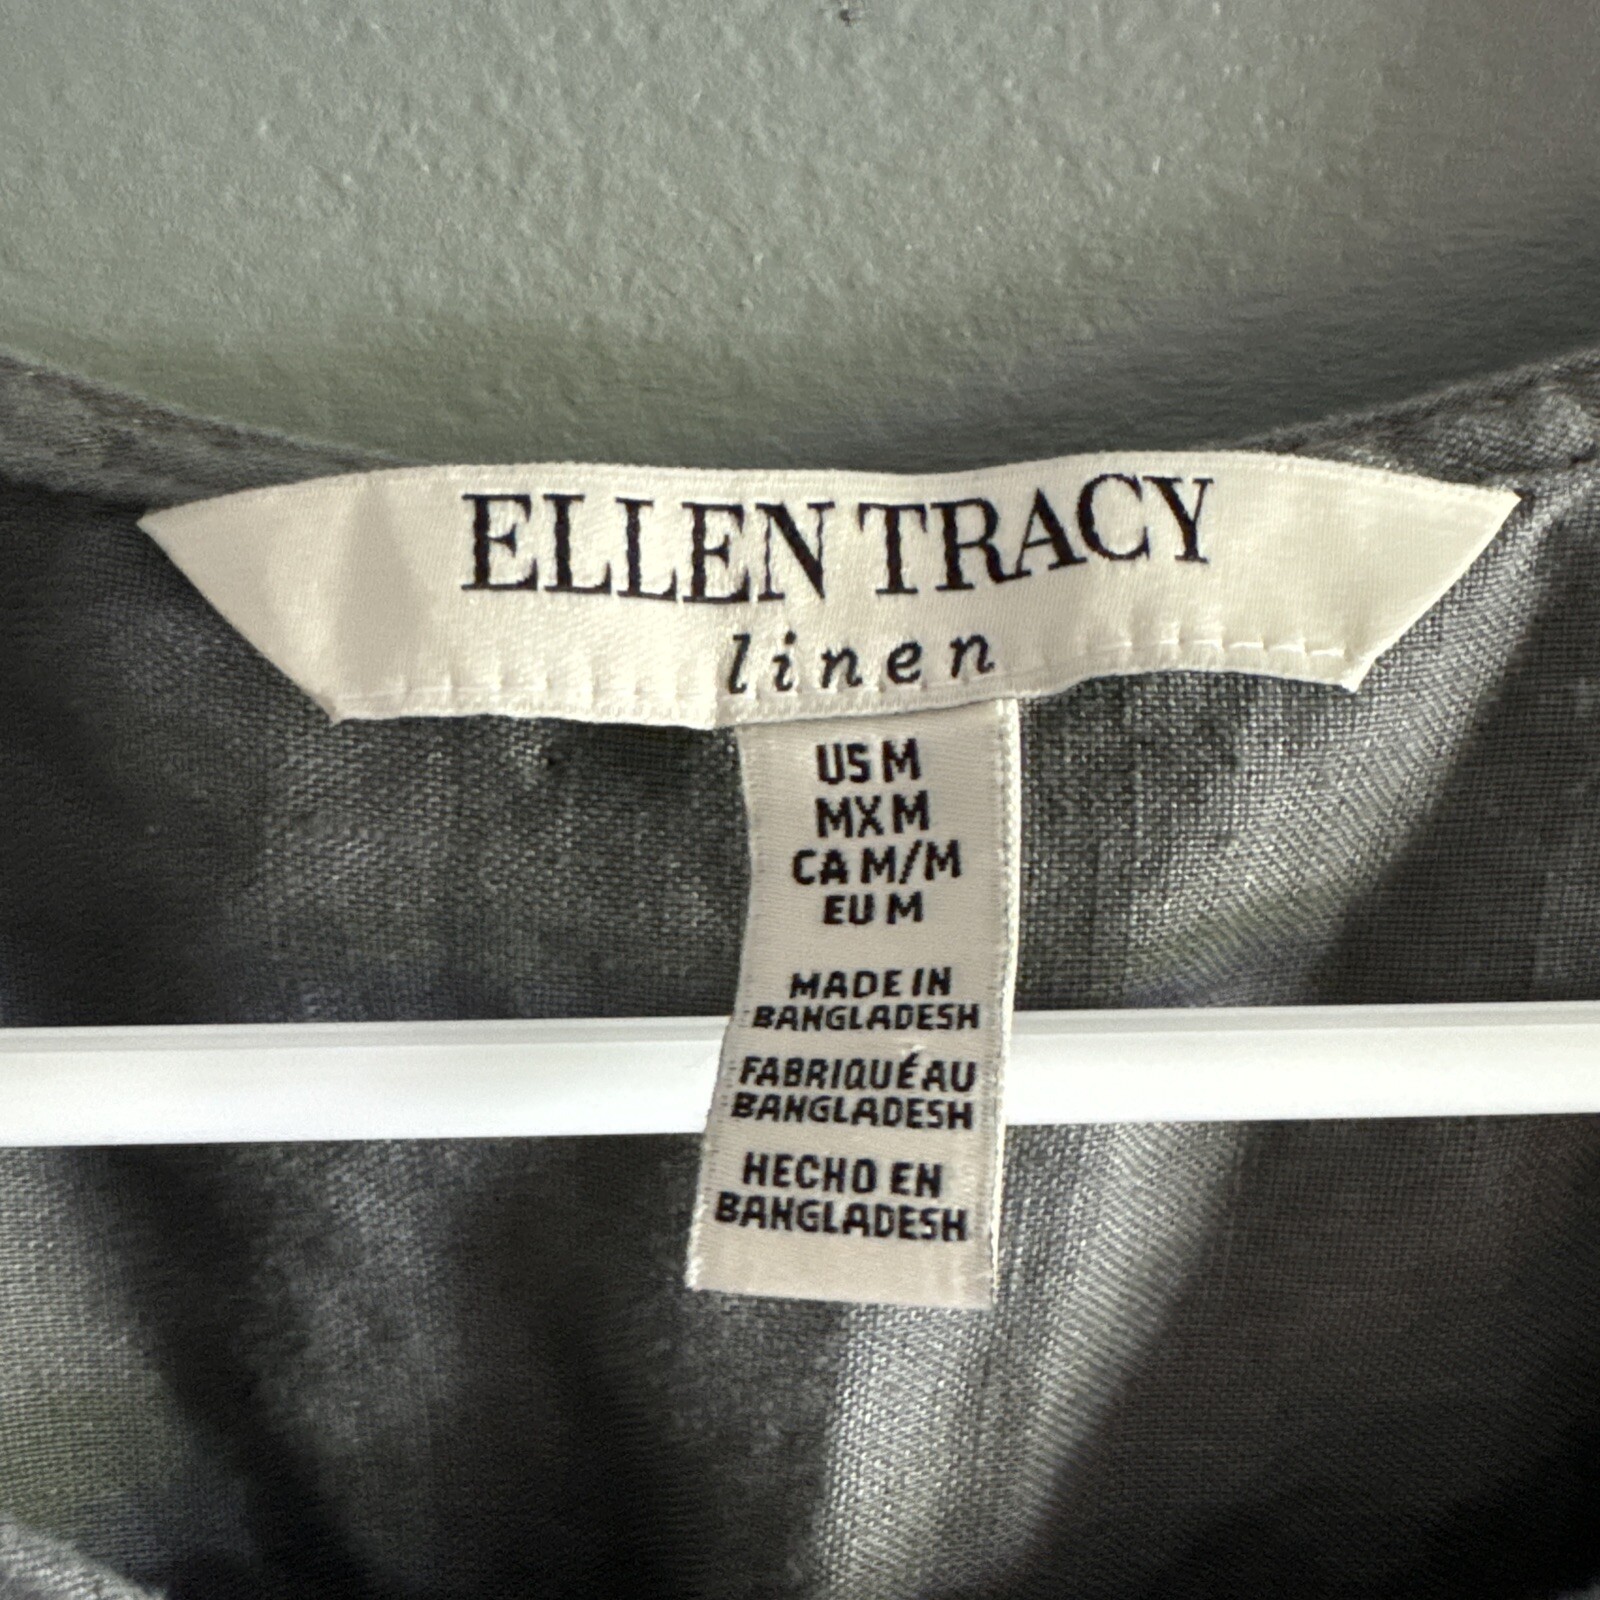 ELLEN TRACY
linen
US M
MX M
CA M/M
EU M
MADE IN
BANGLADESH
FABRIQUÉ AU
BANGLADESH
HECHO EN
BANGLADESH